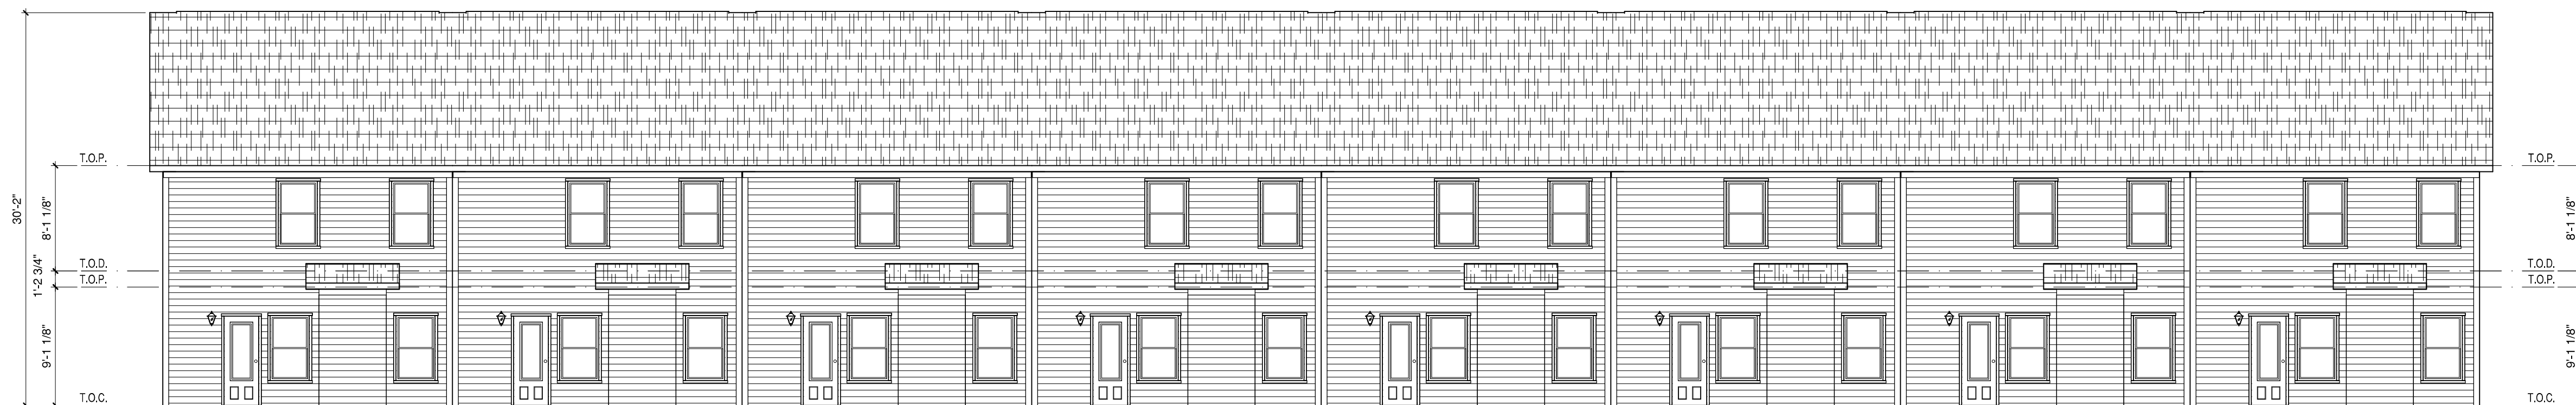 T.O.P.
T.O.P.
30'-2"
8'-1 1/8"
8'-1 1/8"
T.O.D.
T.O.D.
1'-2 3/4"
T.O.P.
T.O.P.
9'-1 1/8"
9'-1 1/8"
T.O.C.
T.O.C.